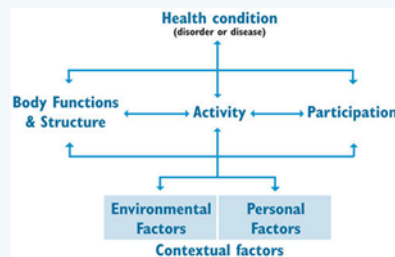 Health condition
(disorder or disease)
Body Functions
& Structure
Activity
Participation
Environmental
Factors
Personal
Factors
Contextual factors